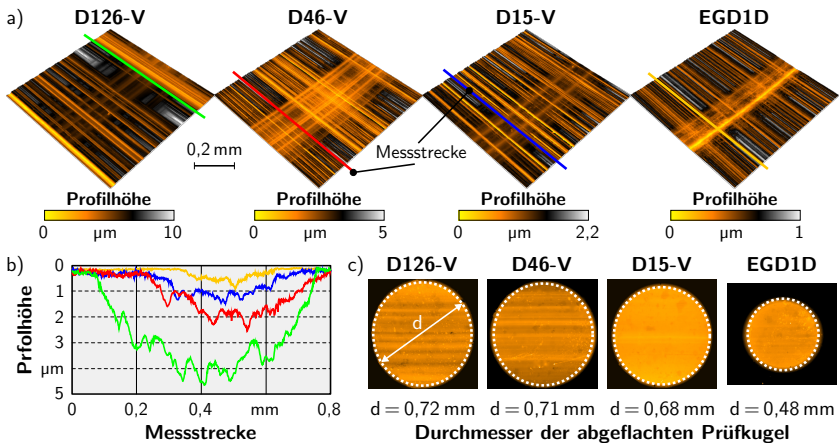 a) D126-V D46-V D15-V EGD1D
0,2 mm
Messstrecke
Profilhöhe Profilhöhe Profilhöhe Profilhöhe
0 µm 10 0 µm 5 0 µm 2,2 0 µm 1
b)
Prfolhöhe
0
1
2
3
µm
5
0 0,2 0,4 mm 0,8
Messstrecke
c) D126-V D46-V D15-V EGD1D
d
d = 0,72 mm d = 0,71 mm d = 0,68 mm d = 0,48 mm
Durchmesser der abgeflachten Prüfkugel